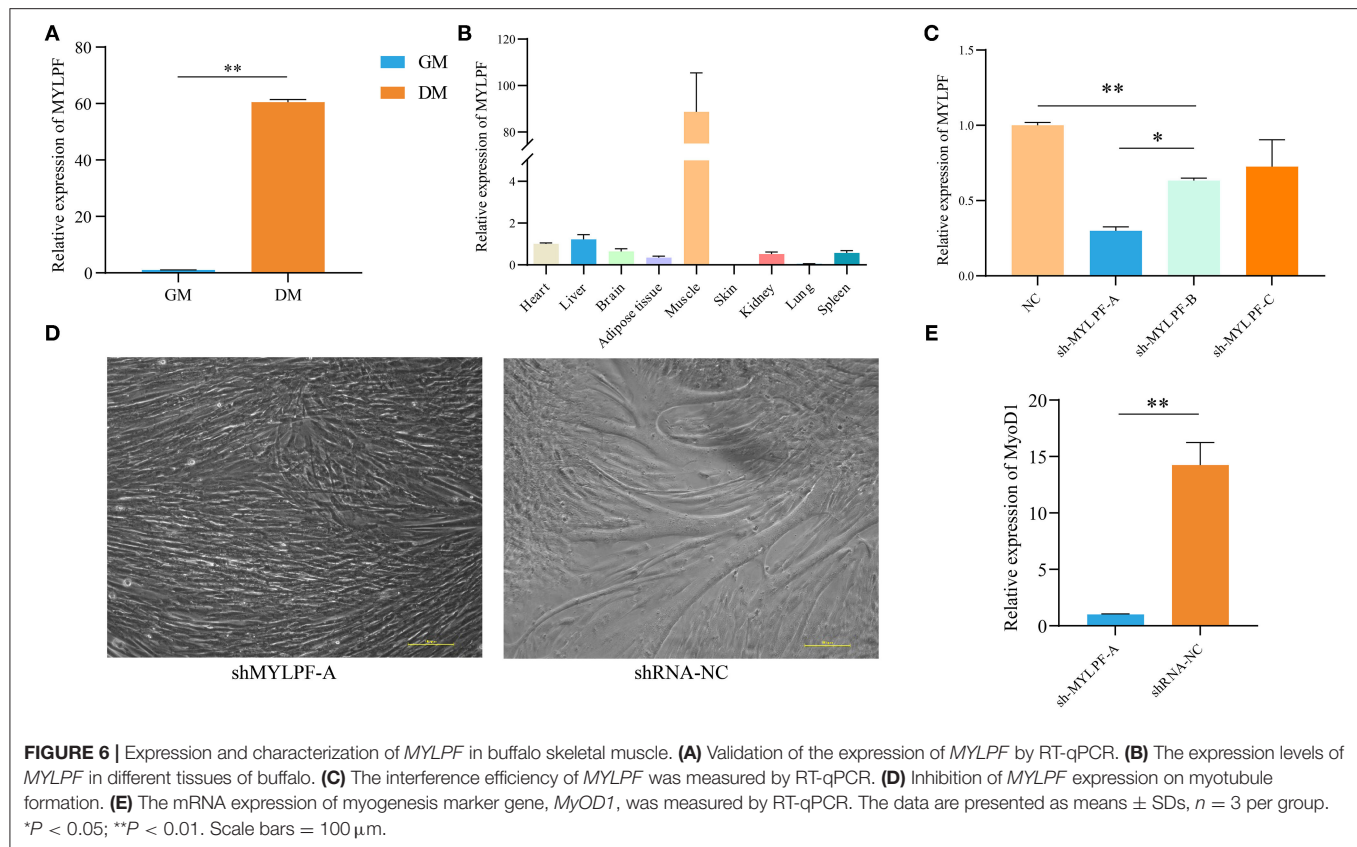 A
Relative expression of MYLPF
80
60
40
20
0
**
GM
DM
GM
DM
B
Relative expression of MYLPF
120
100
80
4
2
0
Heart
Liver
Brain
Adipose tissue
Muscle
Skin
Kidney
Lung
Spleen
C
Relative expression of MYLPF
1.5
1.0
0.5
0.0
**
*
NC
sh-MYLPF-A
sh-MYLPF-B
sh-MYLPF-C
D
shMYLPF-A
shRNA-NC
E
Relative expression of MyoD1
20
15
10
5
0
**
sh-MYLPF-A
shRNA-NC
FIGURE 6 | Expression and characterization of MYLPF in buffalo skeletal muscle. (A) Validation of the expression of MYLPF by RT-qPCR. (B) The expression levels of
MYLPF in different tissues of buffalo. (C) The interference efficiency of MYLPF was measured by RT-qPCR. (D) Inhibition of MYLPF expression on myotubule
formation. (E) The mRNA expression of myogenesis marker gene, MyOD1, was measured by RT-qPCR. The data are presented as means ± SDs, n = 3 per group.
*P < 0.05; **P < 0.01. Scale bars = 100 μm.